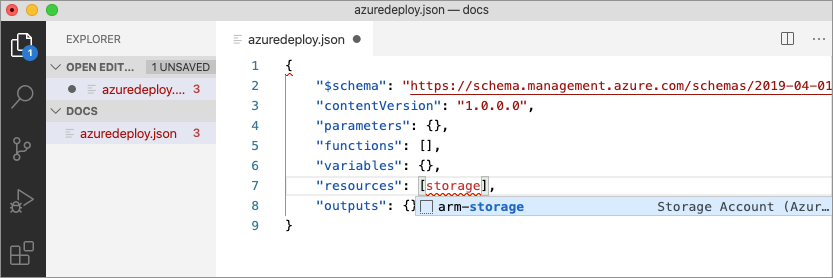 azuredeploy.json — docs
EXPLORER
OPEN EDIT... 1 UNSAVED
azuredeploy.... 3
DOCS
azuredeploy.json 3
1
azuredeploy.json
1 {
2 "$schema": "https://schema.management.azure.com/schemas/2019-04-01
3 "contentVersion": "1.0.0.0",
4 "parameters": {},
5 "functions": [],
6 "variables": {},
7 "resources": [storage],
8 "outputs": {}
arm-storage Storage Account (Azur...
9 }